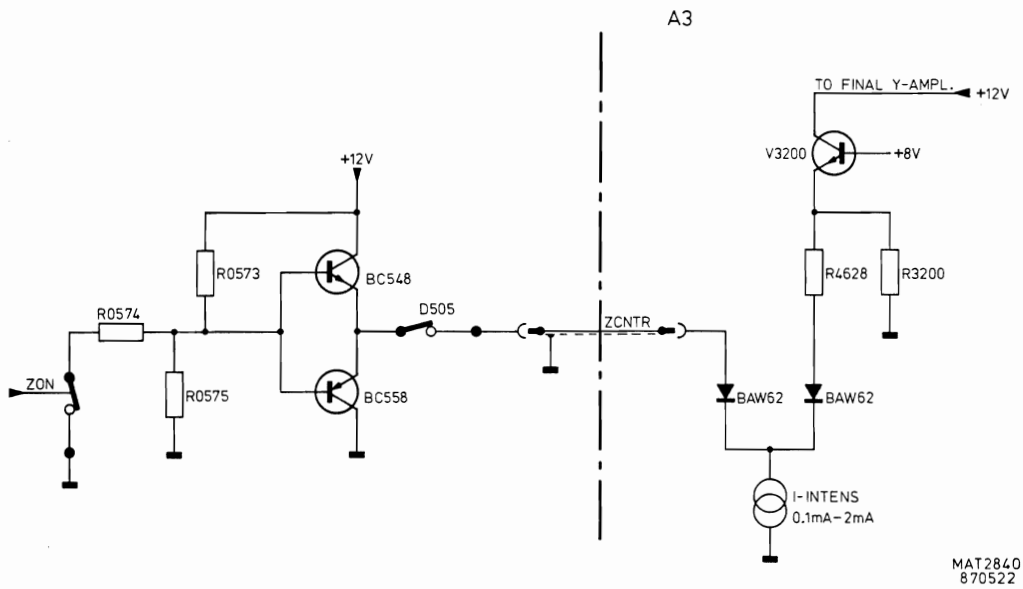 A3
TO FINAL Y-AMPL.
+12V
V3200
+8V
+12V
R0573
BC548
R4628
R3200
D505
R0574
ZCNTR
ZON
R0575
BC558
BAW62
BAW62
I-INTENS
0.1mA-2mA
MAT2840
870522